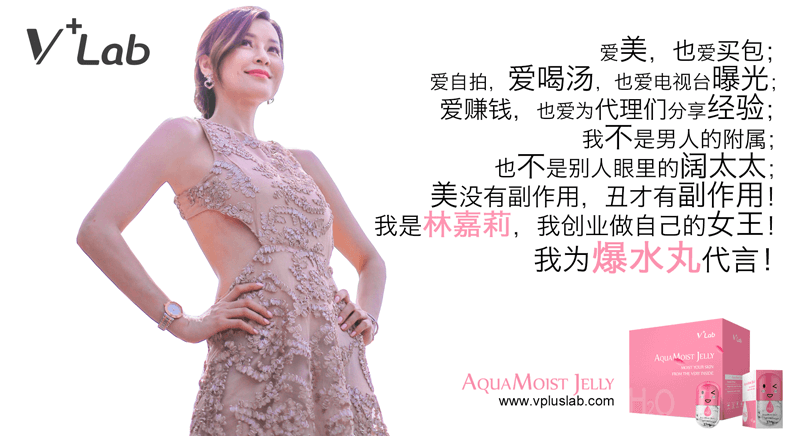 V+Lab
爱美，也爱买包；
爱自拍，爱喝汤，也爱电视台曝光；
爱赚钱，也爱为代理们分享经验；
我不是男人的附属；
也不是别人眼里的阔太太；
美没有副作用，丑才有副作用！
我是林嘉莉，我创业做自己的女王！
我为爆水丸代言！
AQUAMOIST JELLY
www.vpluslab.com
V+Lab
AQUAMOIST JELLY
H2O